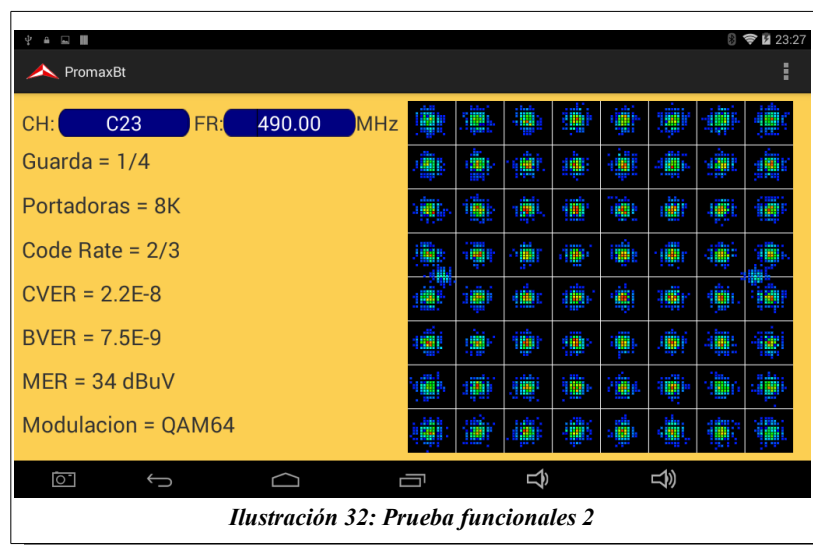 23:27
PromaxBt
CH: C23 FR: 490.00 MHz
Guarda = 1/4
Portadoras = 8K
Code Rate = 2/3
CVER = 2.2E-8
BVER = 7.5E-9
MER = 34 dBuV
Modulacion = QAM64
Ilustración 32: Prueba funcionales 2